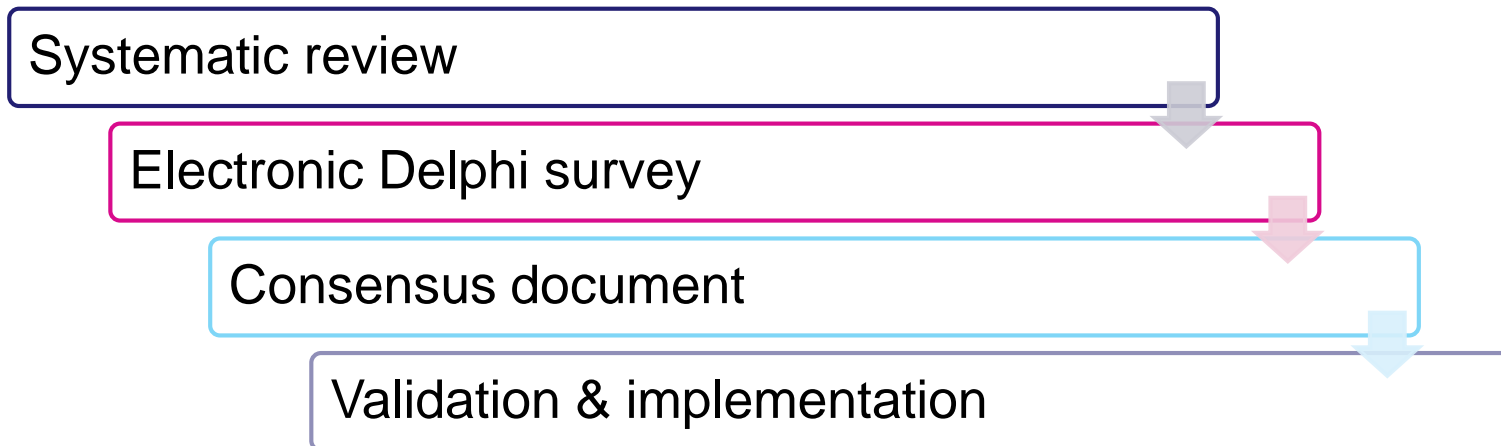 Systematic review
Electronic Delphi survey
Consensus document
Validation & implementation